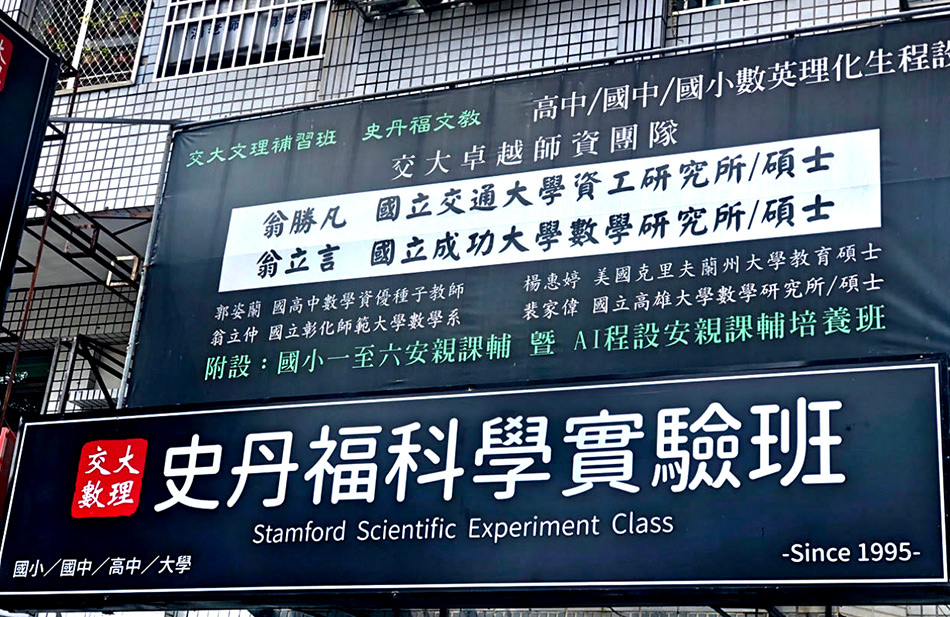 交大文理補習班 史丹福文教
高中/國中/國小數英理化生程設
交大卓越師資團隊
翁勝凡 國立交通大學資工研究所/碩士
翁立言 國立成功大學數學研究所/碩士
郭姿蘭 國高中數學資優種子教師
楊惠婷 美國克里夫蘭州大學教育碩士
翁立仲 國立彰化師範大學數學系
裴家偉 國立高雄大學數學研究所/碩士
附設：國小一至六安親課輔 暨 AI程設安親課輔培養班
交大
數理
史丹福科學實驗班
Stamford Scientific Experiment Class
國小／國中／高中／大學
-Since 1995-